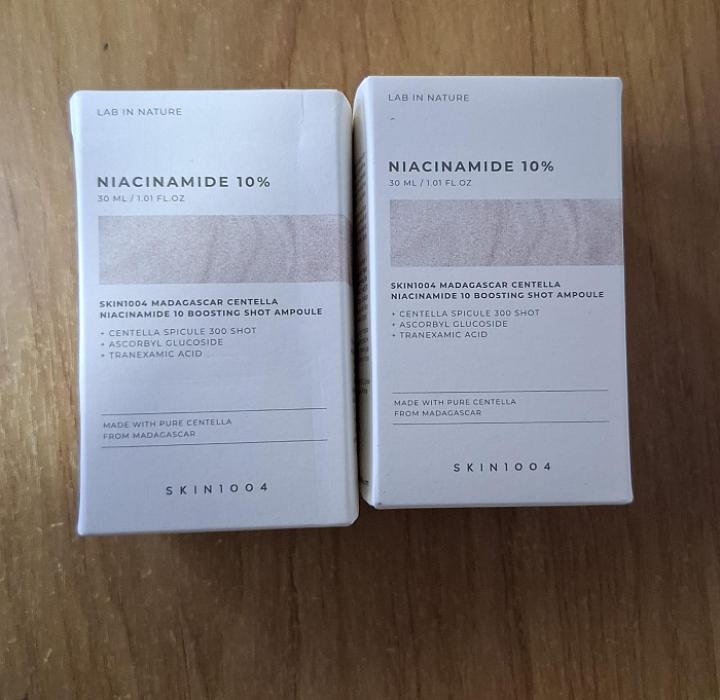 LAB IN NATURE
NIACINAMIDE 10%
30 ML / 1.01 FL.OZ
SKIN1004 MADAGASCAR CENTELLA
NIACINAMIDE 10 BOOSTING SHOT AMPOULE
+ CENTELLA SPICULE 300 SHOT
+ ASCORBYL GLUCOSIDE
+ TRANEXAMIC ACID
MADE WITH PURE CENTELLA
FROM MADAGASCAR
SKIN1004
LAB IN NATURE
NIACINAMIDE 10%
30 ML / 1.01 FL.OZ
SKIN1004 MADAGASCAR CENTELLA
NIACINAMIDE 10 BOOSTING SHOT AMPOULE
+ CENTELLA SPICULE 300 SHOT
+ ASCORBYL GLUCOSIDE
+ TRANEXAMIC ACID
MADE WITH PURE CENTELLA
FROM MADAGASCAR
SKIN1004